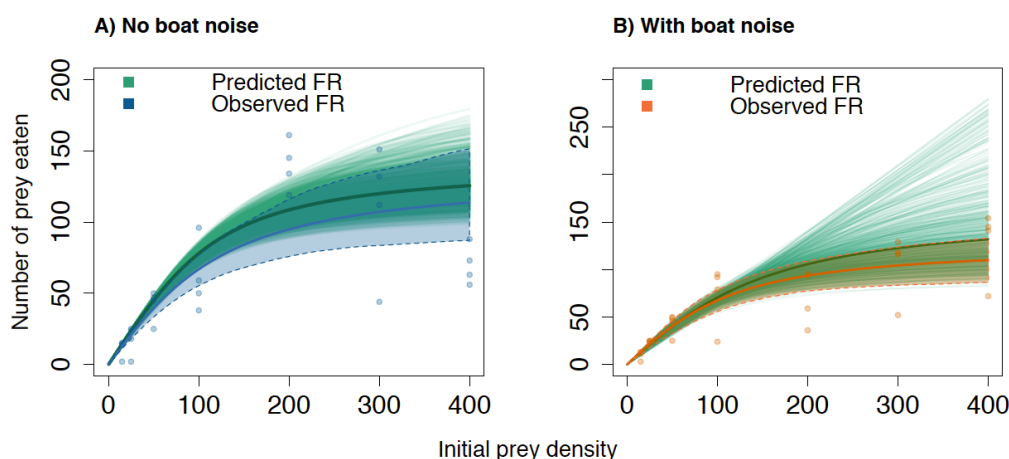 A) No boat noise
B) With boat noise
Number of prey eaten
200
150
100
50
0
Predicted FR
Observed FR
0 100 200 300 400
250
150
50
0
Predicted FR
Observed FR
0 100 200 300 400
Initial prey density